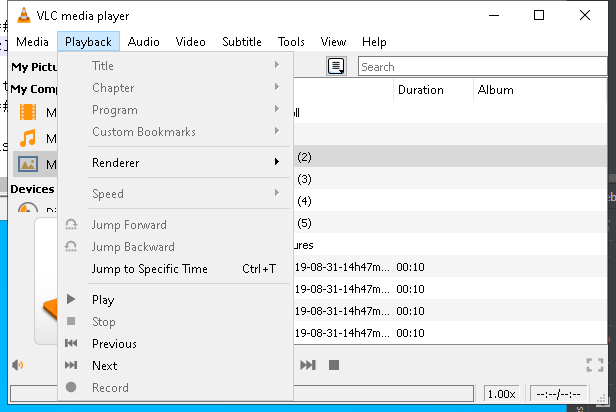 VLC media player
Media Playback Audio Video Subtitle Tools View Help
My Pictu
Search
My Comp
Duration Album
Title
Chapter
Program
Custom Bookmarks
Renderer
Speed
Devices
Jump Forward
Jump Backward
Jump to Specific Time Ctrl+T
Play
Stop
Previous
Next
Record
(2)
(3)
(4)
(5)
ures
19-08-31-14h47m... 00:10
19-08-31-14h47m... 00:10
19-08-31-14h47m... 00:10
19-08-31-14h47m... 00:10
1.00x --:--/--:--